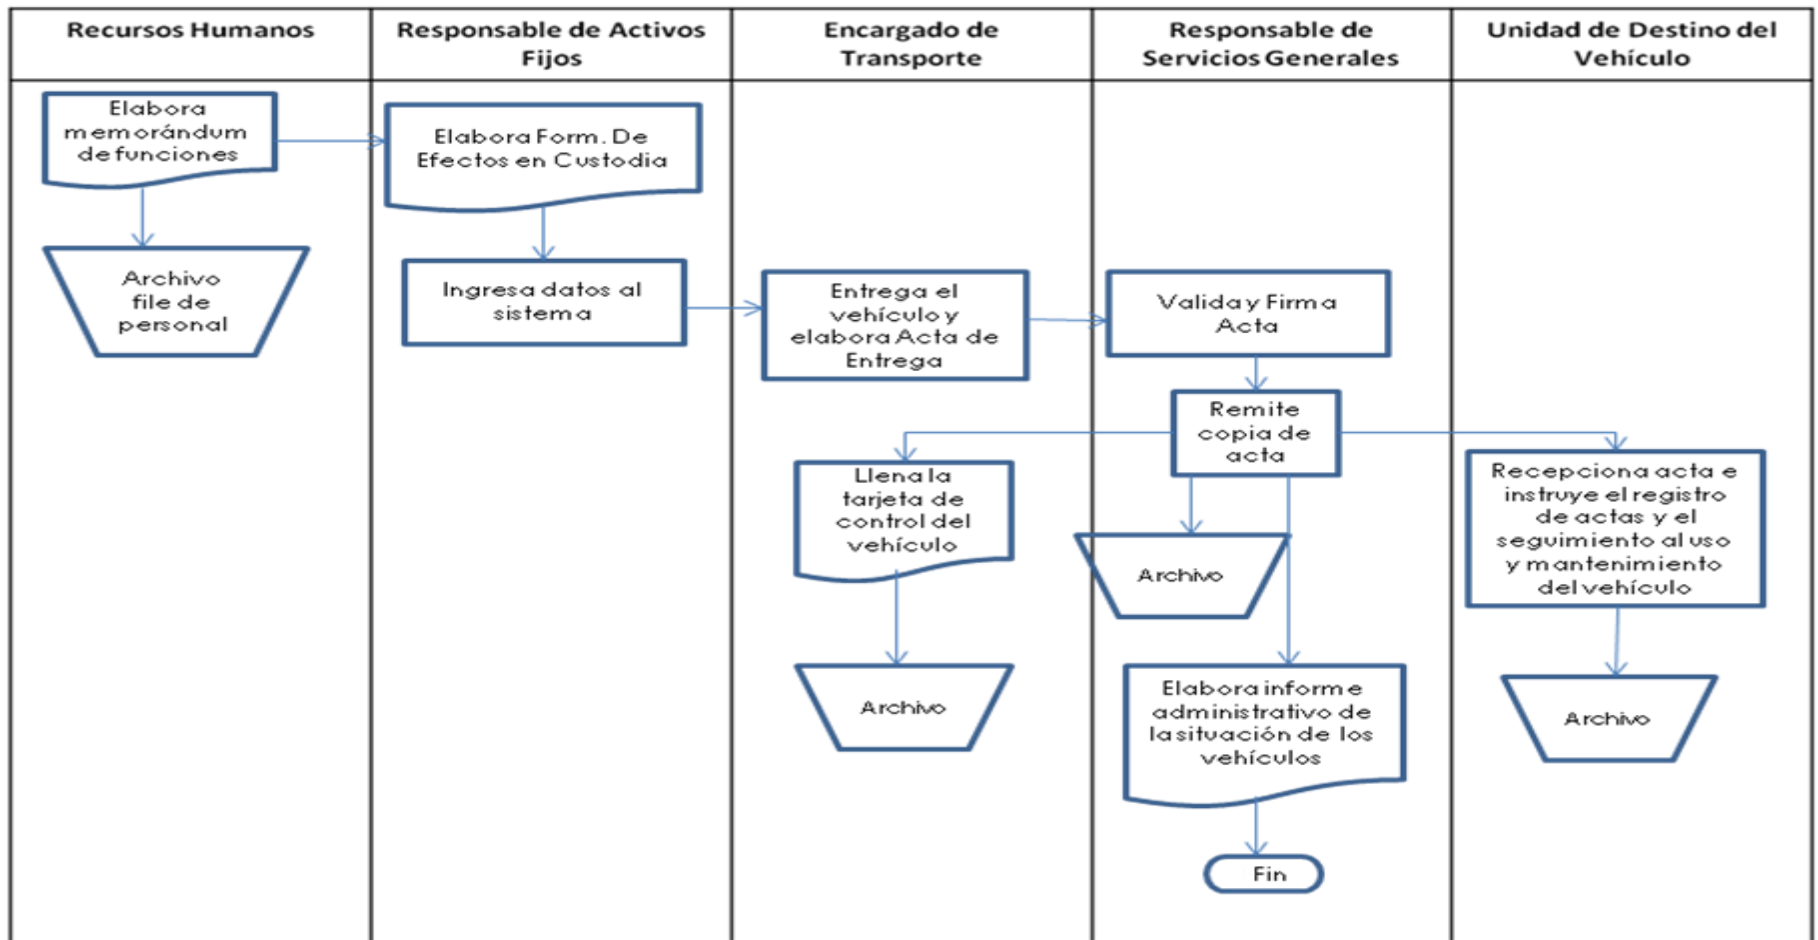 Recursos Humanos
Responsable de Activos
Fijos
Encargado de
Transporte
Responsable de
Servicios Generales
Unidad de Destino del
Vehículo
Elabora
memorándum
de funciones
Elabora Form. De
Efectos en Custodia
Archivo
file de
personal
Ingresa datos al
sistema
Entrega el
vehículo y
elabora Acta de
Entrega
Valida y Firma
Acta
Remite
copia de
acta
Llena la
tarjeta de
control del
vehículo
Recepciona acta e
instruye el registro
de actas y el
seguimiento al uso
y mantenimiento
del vehículo
Archivo
Archivo
Elabora informe
administrativo de
la situación de los
vehículos
Archivo
Fin